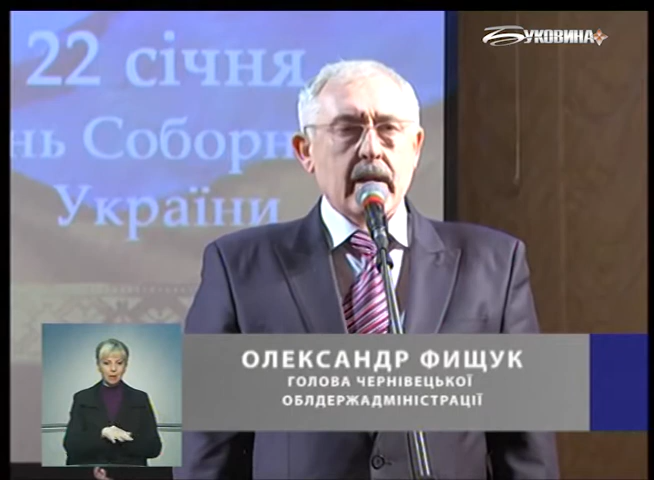 БУКОВИНА
22 січня
нь Соборн
України
ОЛЕКСАНДР ФИЩУК
ГОЛОВА ЧЕРНІВЕЦЬКОЇ
ОБЛДЕРЖАДМІНІСТРАЦІЇ